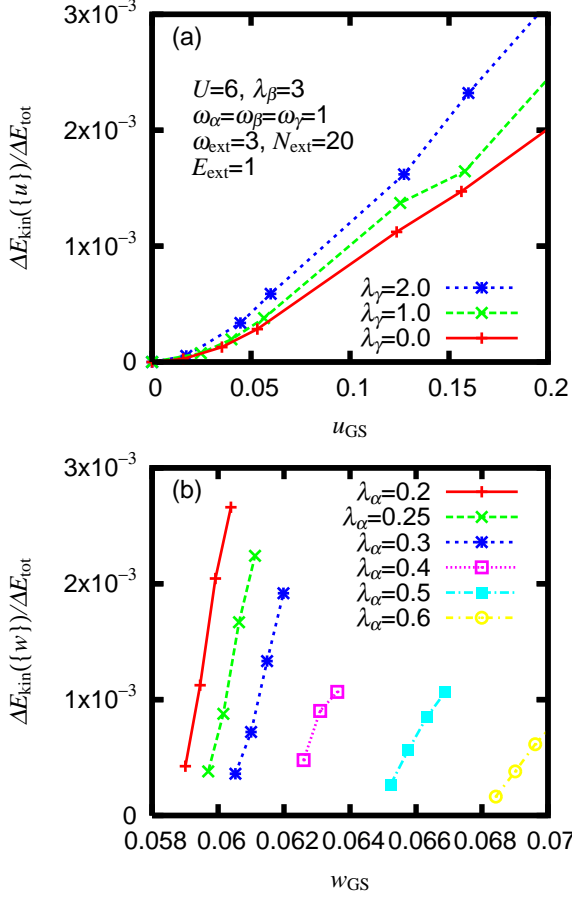 3x10⁻³
(a)
U=6, λβ=3
ωα=ωβ=ωγ=1
ωext=3, Next=20
Eext=1
2x10⁻³
1x10⁻³
0
ΔEkin({u})/ΔEtot
λγ=2.0
λγ=1.0
λγ=0.0
0 0.05 0.10 0.15 0.2
uGS
3x10⁻³
(b)
λα=0.2
λα=0.25
λα=0.3
λα=0.4
λα=0.5
λα=0.6
2x10⁻³
1x10⁻³
0
ΔEkin({w})/ΔEtot
0.058 0.06 0.062 0.064 0.066 0.068 0.07
wGS